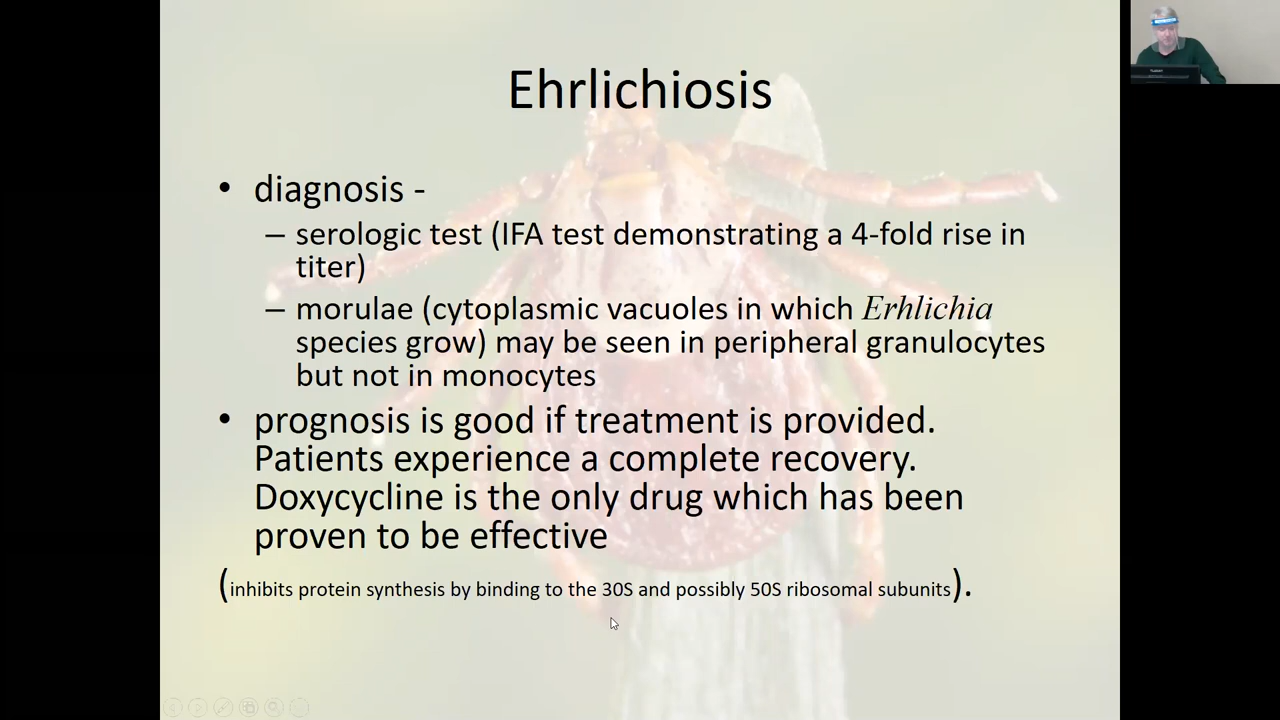 Ehrlichiosis
• diagnosis -
– serologic test (IFA test demonstrating a 4-fold rise in
titer)
– morulae (cytoplasmic vacuoles in which Erhlichia
species grow) may be seen in peripheral granulocytes
but not in monocytes
• prognosis is good if treatment is provided.
Patients experience a complete recovery.
Doxycycline is the only drug which has been
proven to be effective
(inhibits protein synthesis by binding to the 30S and possibly 50S ribosomal subunits).